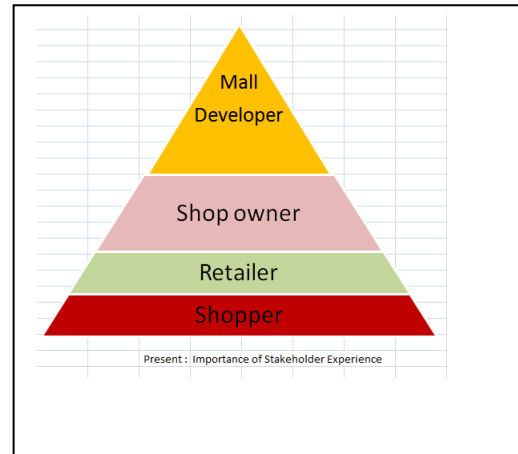 Mall
Developer
Shop owner
Retailer
Shopper
Present : Importance of Stakeholder Experience